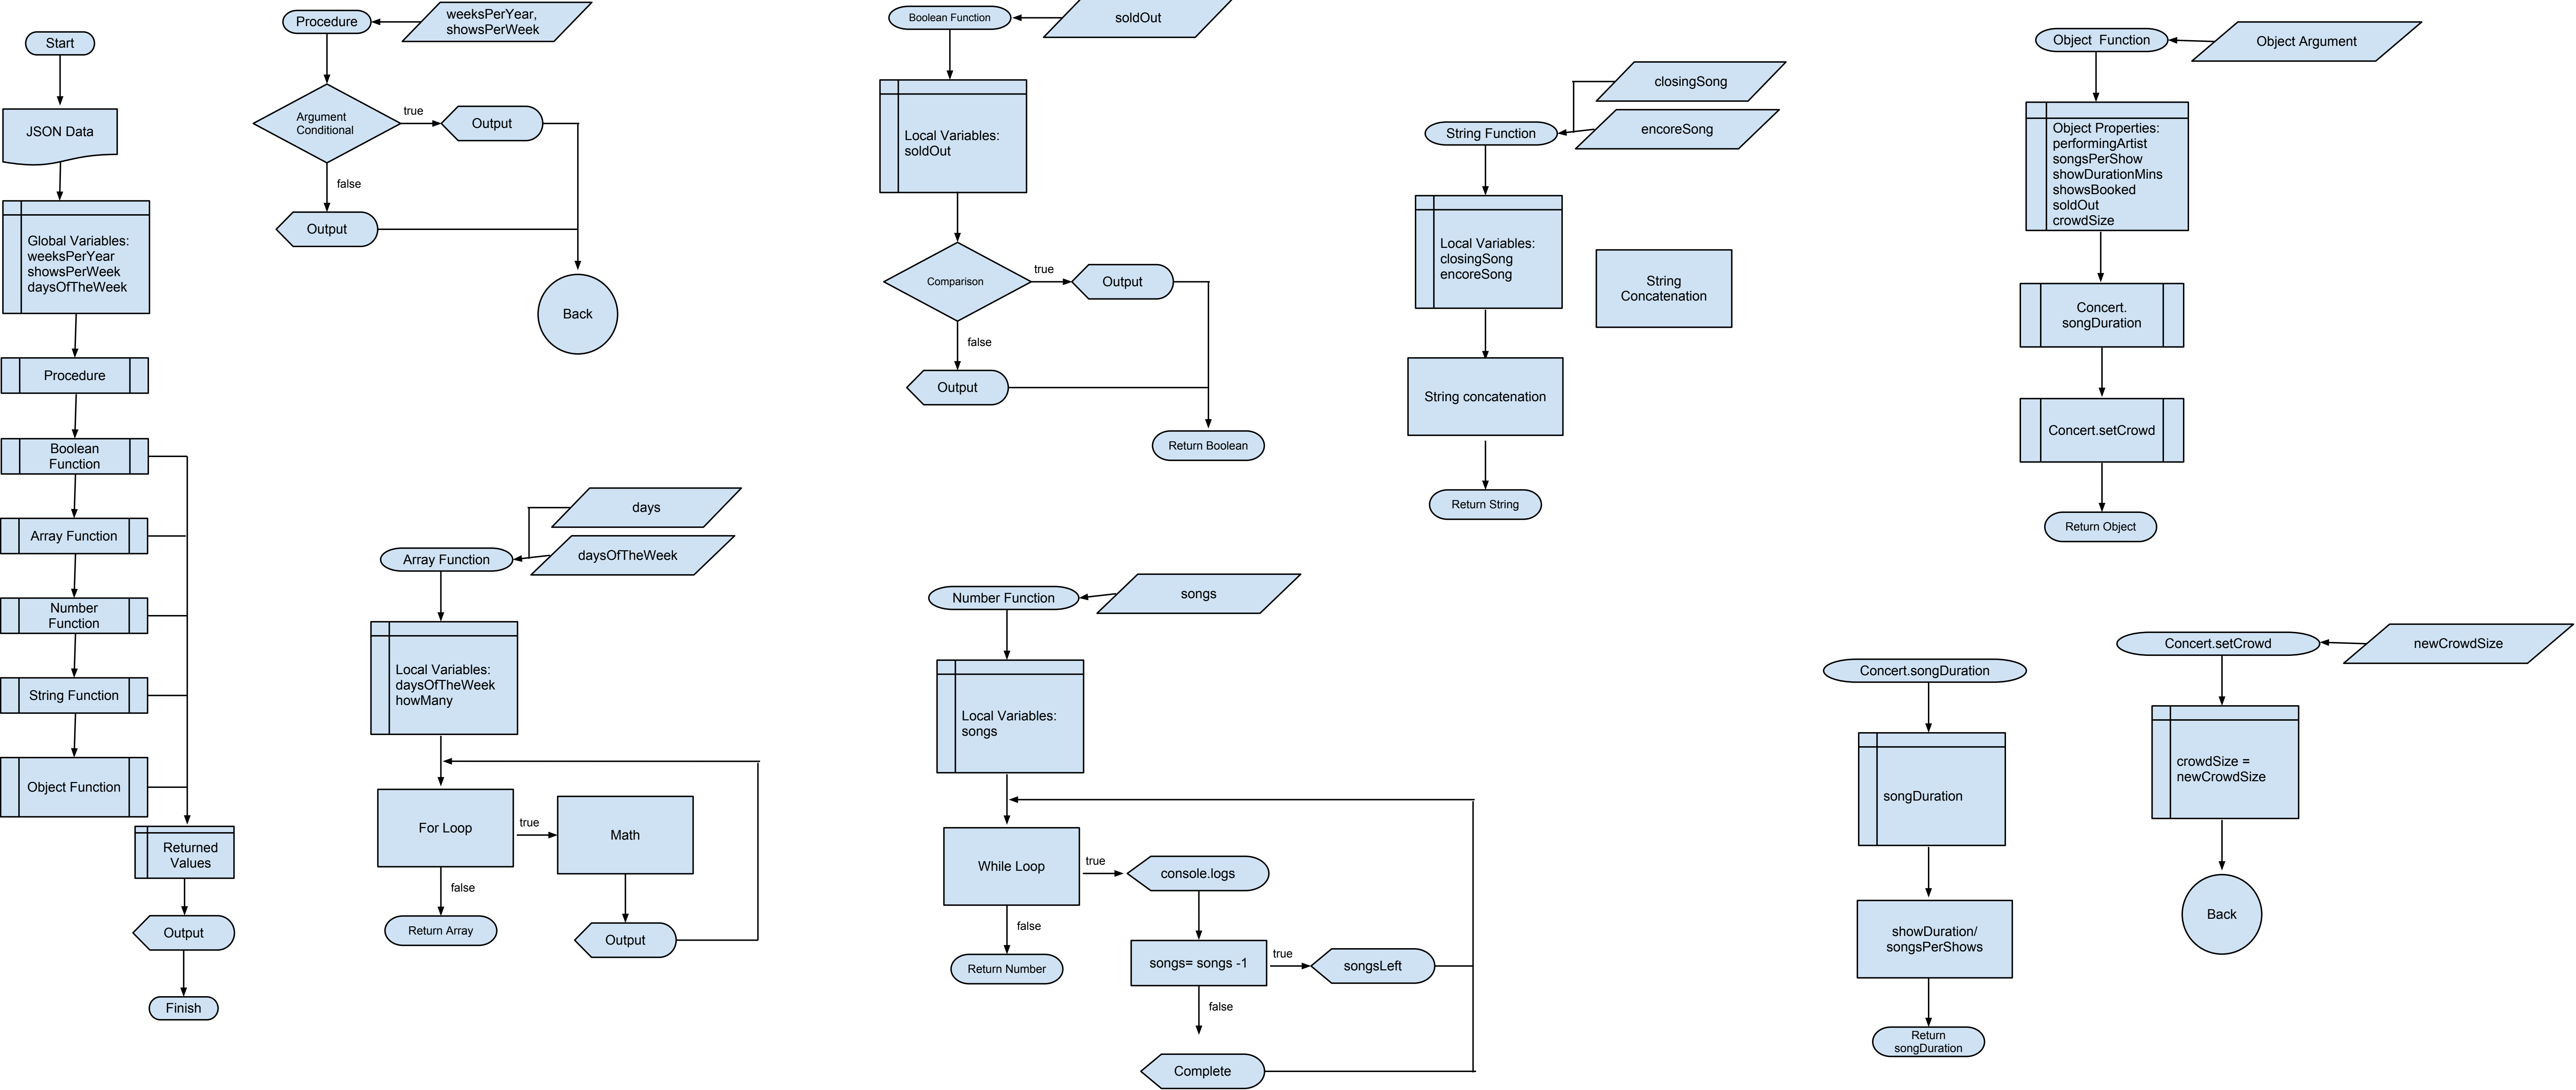 Start
JSON Data
Global Variables:
weeksPerYear
showsPerWeek
daysOfTheWeek
Procedure
Boolean
Function
Array Function
Number
Function
String Function
Object Function
Returned
Values
Output
Finish
Procedure
weeksPerYear,
showsPerWeek
Argument
Conditional
true
Output
false
Output
Back
days
Array Function
daysOfTheWeek
Local Variables:
daysOfTheWeek
howMany
For Loop
true
Math
false
Return Array
Output
Boolean Function
soldOut
Local Variables:
soldOut
Comparison
true
Output
false
Output
Return Boolean
Number Function
songs
Local Variables:
songs
While Loop
true
console.logs
false
Return Number
songs= songs -1
true
songsLeft
false
Complete
closingSong
String Function
encoreSong
Local Variables:
closingSong
encoreSong
String
Concatenation
String concatenation
Return String
Object  Function
Object Argument
Object Properties:
performingArtist
songsPerShow
showDurationMins
showsBooked
soldOut
crowdSize
Concert.
songDuration
Concert.setCrowd
Return Object
Concert.songDuration
songDuration
showDuration/
songsPerShows
Return
songDuration
Concert.setCrowd
newCrowdSize
crowdSize =
newCrowdSize
Back